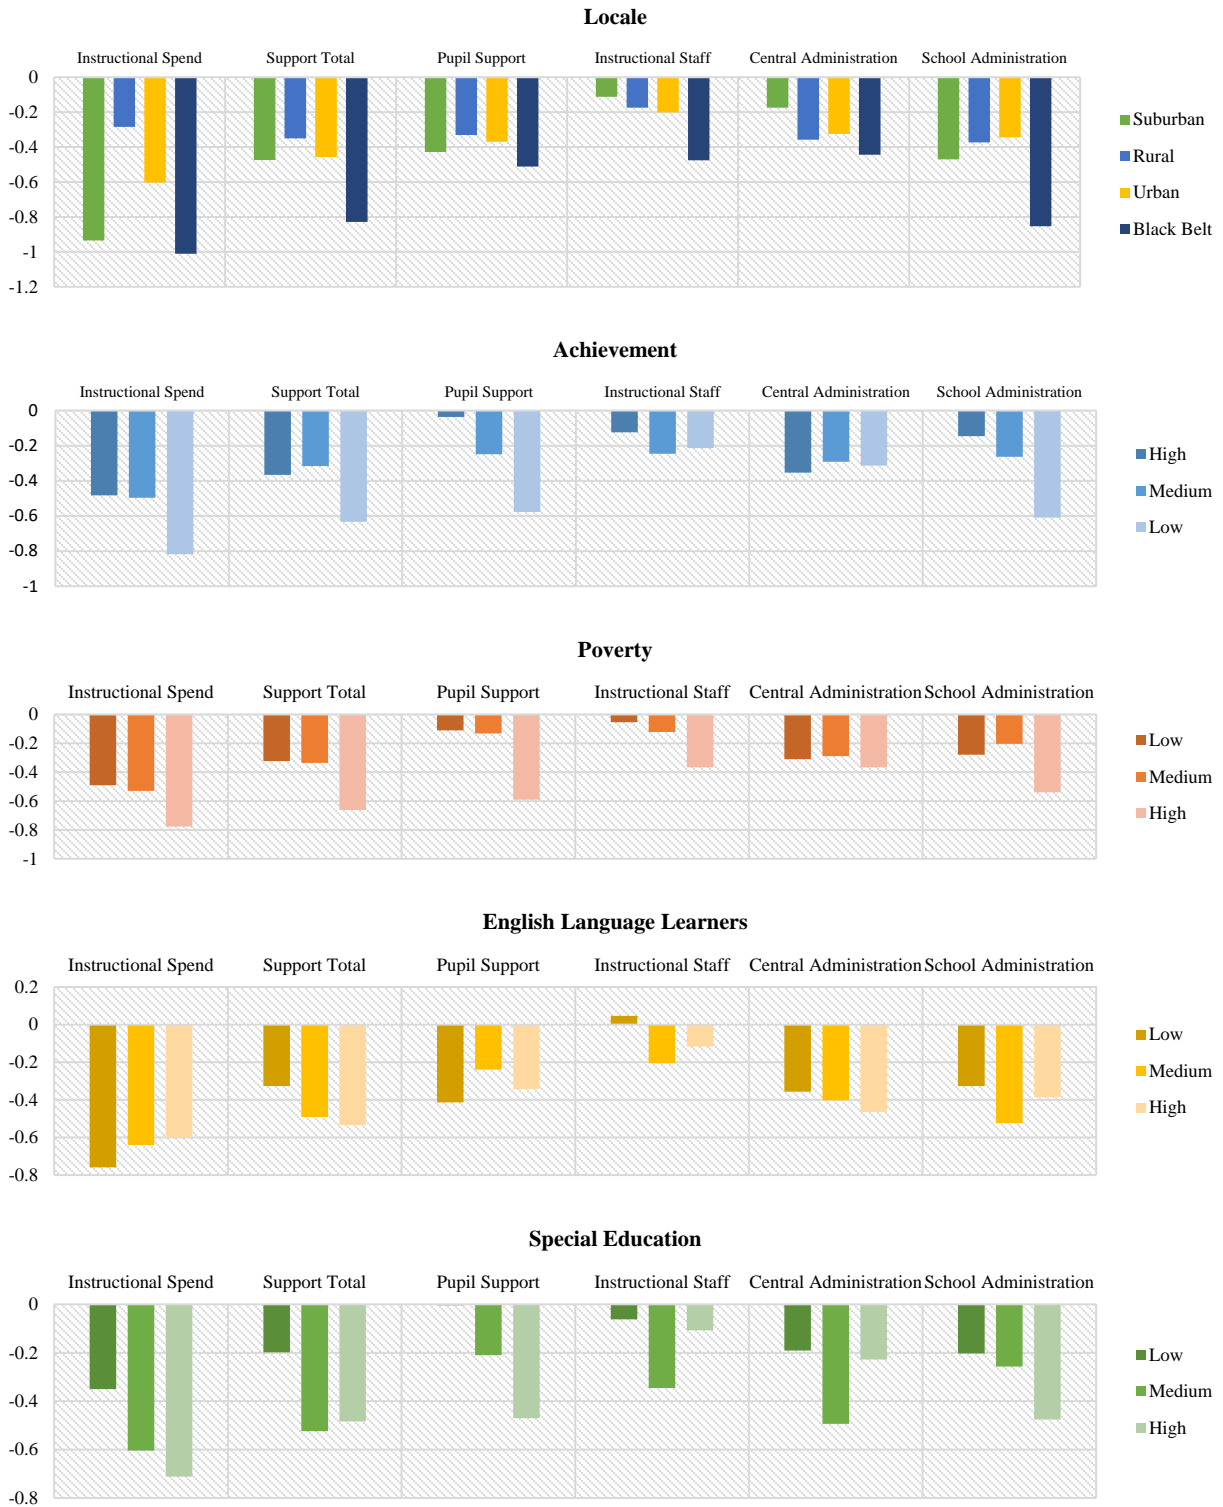 Locale
Instructional Spend Support Total Pupil Support Instructional Staff Central Administration School Administration
0
-0.2
-0.4
-0.6
-0.8
-1
-1.2
Suburban
Rural
Urban
Black Belt
Achievement
Instructional Spend Support Total Pupil Support Instructional Staff Central Administration School Administration
0
-0.2
-0.4
-0.6
-0.8
-1
High
Medium
Low
Poverty
Instructional Spend Support Total Pupil Support Instructional Staff Central Administration School Administration
0
-0.2
-0.4
-0.6
-0.8
-1
Low
Medium
High
English Language Learners
Instructional Spend Support Total Pupil Support Instructional Staff Central Administration School Administration
0.2
0
-0.2
-0.4
-0.6
-0.8
Low
Medium
High
Special Education
Instructional Spend Support Total Pupil Support Instructional Staff Central Administration School Administration
0
-0.2
-0.4
-0.6
-0.8
Low
Medium
High